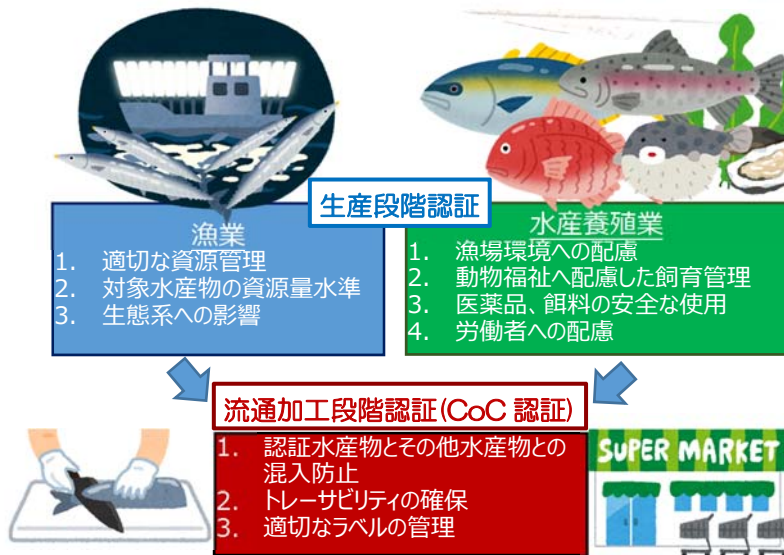 生産段階認証
漁業
1. 適切な資源管理
2. 対象水産物の資源量水準
3. 生態系への影響
水産養殖業
1. 漁場環境への配慮
2. 動物福祉へ配慮した飼育管理
3. 医薬品、餌料の安全な使用
4. 労働者への配慮
流通加工段階認証(CoC 認証)
1. 認証水産物とその他水産物との
混入防止
2. トレーサビリティの確保
3. 適切なラベルの管理
SUPER MARKET